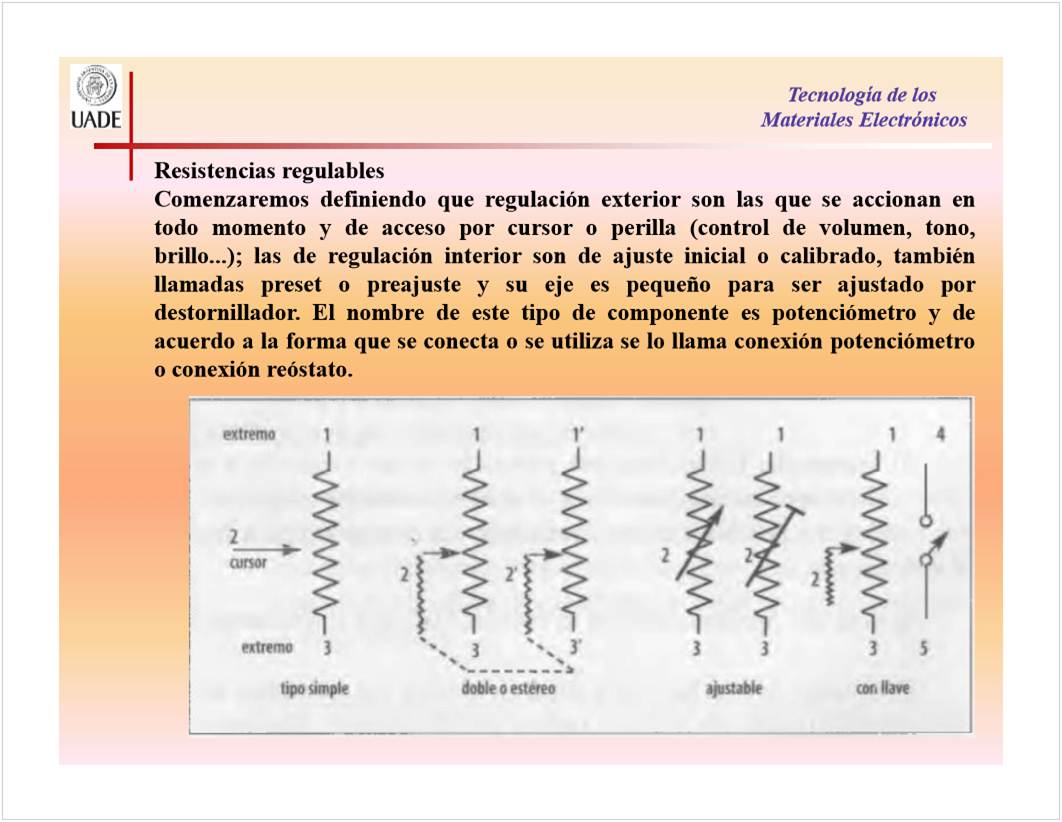 UADE
Tecnología de los
Materiales Electrónicos
Resistencias regulables
Comenzaremos definiendo que regulación exterior son las que se accionan en
todo momento y de acceso por cursor o perilla (control de volumen, tono,
brillo...); las de regulación interior son de ajuste inicial o calibrado, también
llamadas preset o preajuste y su eje es pequeño para ser ajustado por
destornillador. El nombre de este tipo de componente es potenciómetro y de
acuerdo a la forma que se conecta o se utiliza se lo llama conexión potenciómetro
o conexión reóstato.
extremo 1 1 1' 1 1 1 4
2 2 2
cursor 2 2' 2
extremo 3 3 3' 3 3 3 5
tipo simple doble o estéreo ajustable con llave